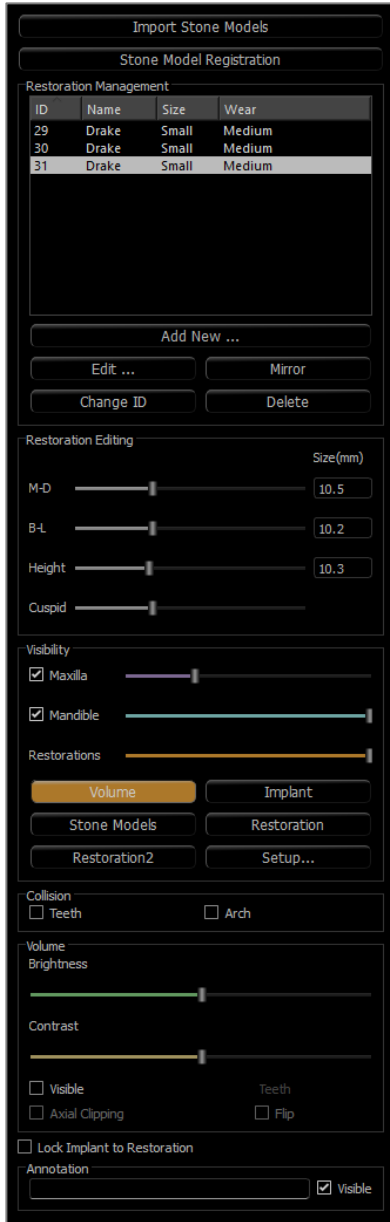 Import Stone Models
Stone Model Registration
Restoration Management
ID Name Size Wear
29 Drake Small Medium
30 Drake Small Medium
31 Drake Small Medium
Add New ...
Edit ... Mirror
Change ID Delete
Restoration Editing
Size(mm)
M-D 10.5
B-L 10.2
Height 10.3
Cuspid
Visibility
Maxilla
Mandible
Restorations
Volume Implant
Stone Models Restoration
Restoration2 Setup...
Collision
Teeth Arch
Volume
Brightness
Contrast
Visible Teeth
Axial Clipping Flip
Lock Implant to Restoration
Annotation
Visible